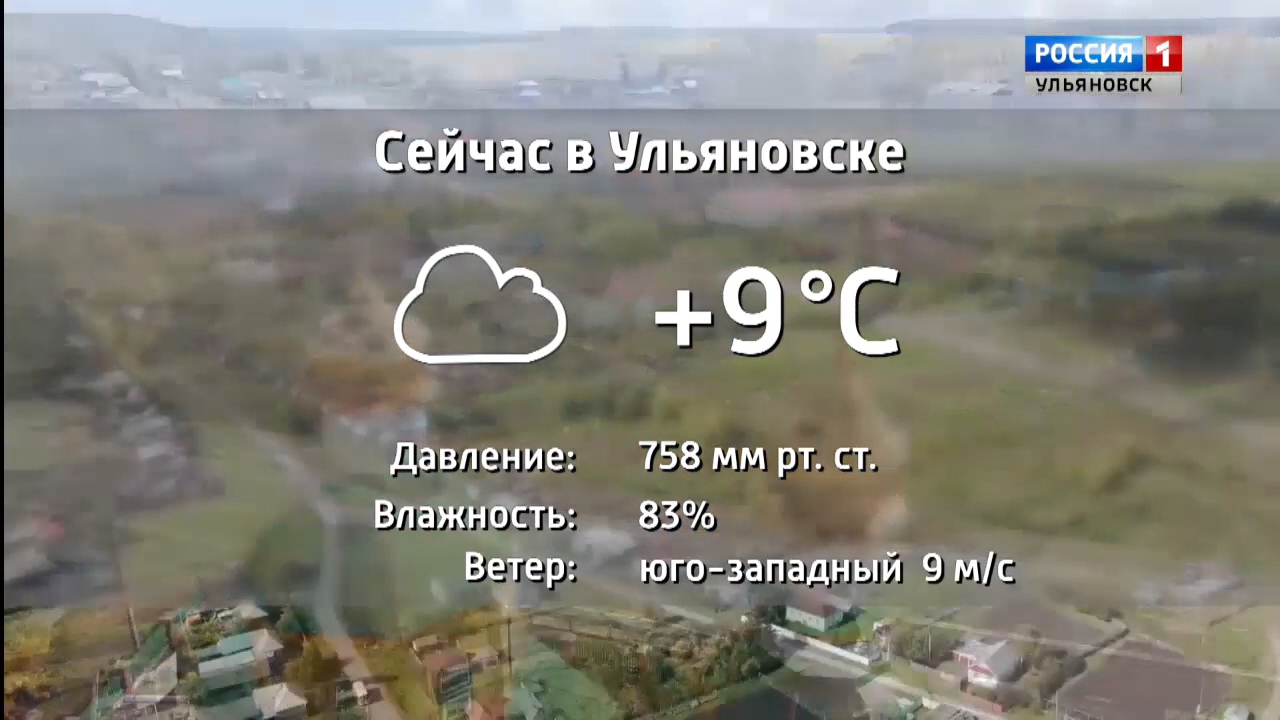 РОССИЯ 1
УЛЬЯНОВСК
Сейчас в Ульяновске
+9°C
Давление: 758 мм рт. ст.
Влажность: 83%
Ветер: юго-западный 9 м/с